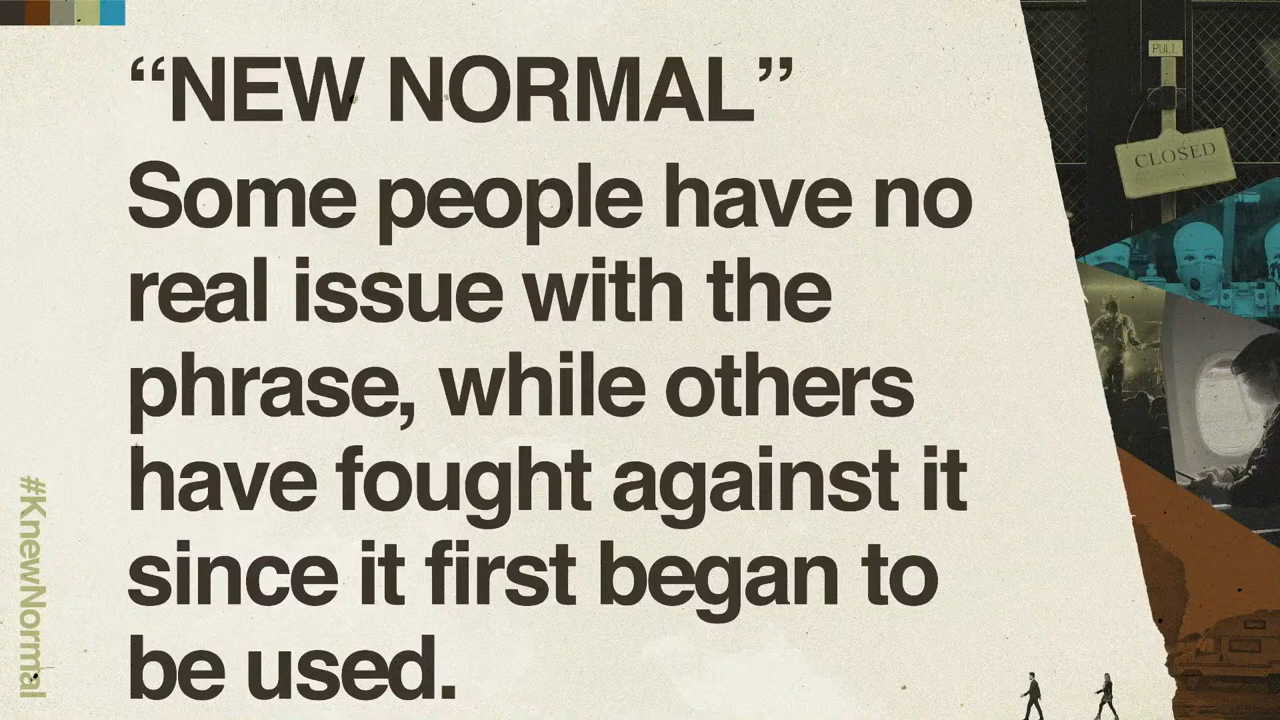 “NEW NORMAL”
Some people have no
real issue with the
phrase, while others
have fought against it
since it first began to
be used.
#KnewNormal
PULL
CLOSED